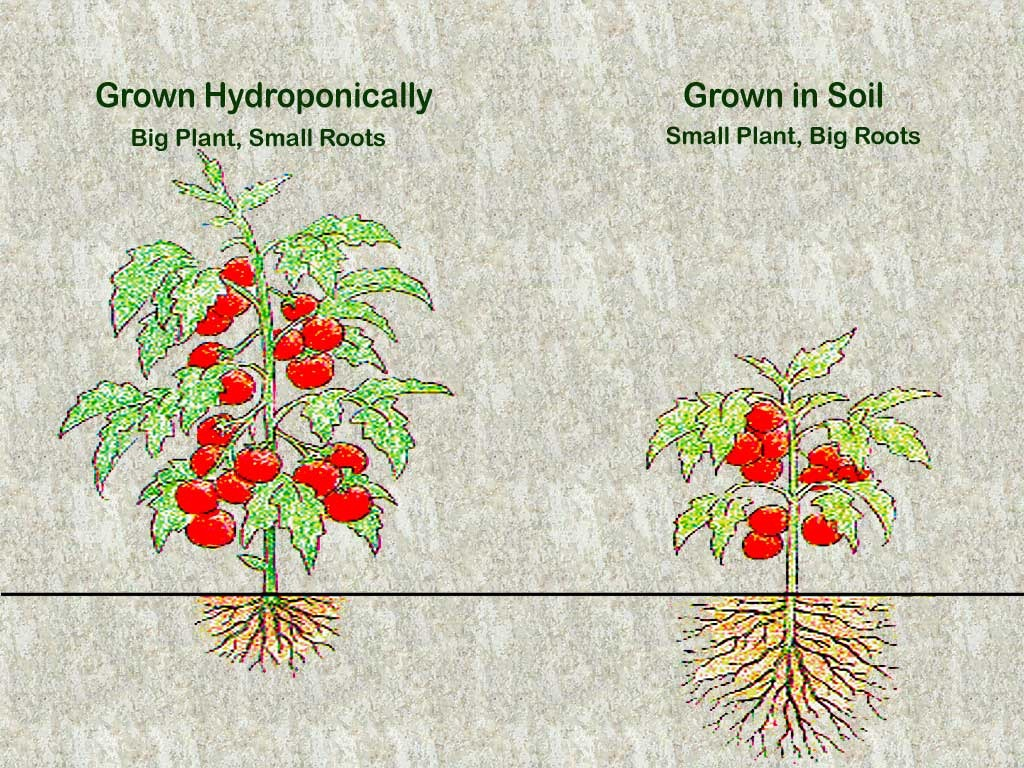 Grown Hydroponically
Big Plant, Small Roots
Grown in Soil
Small Plant, Big Roots